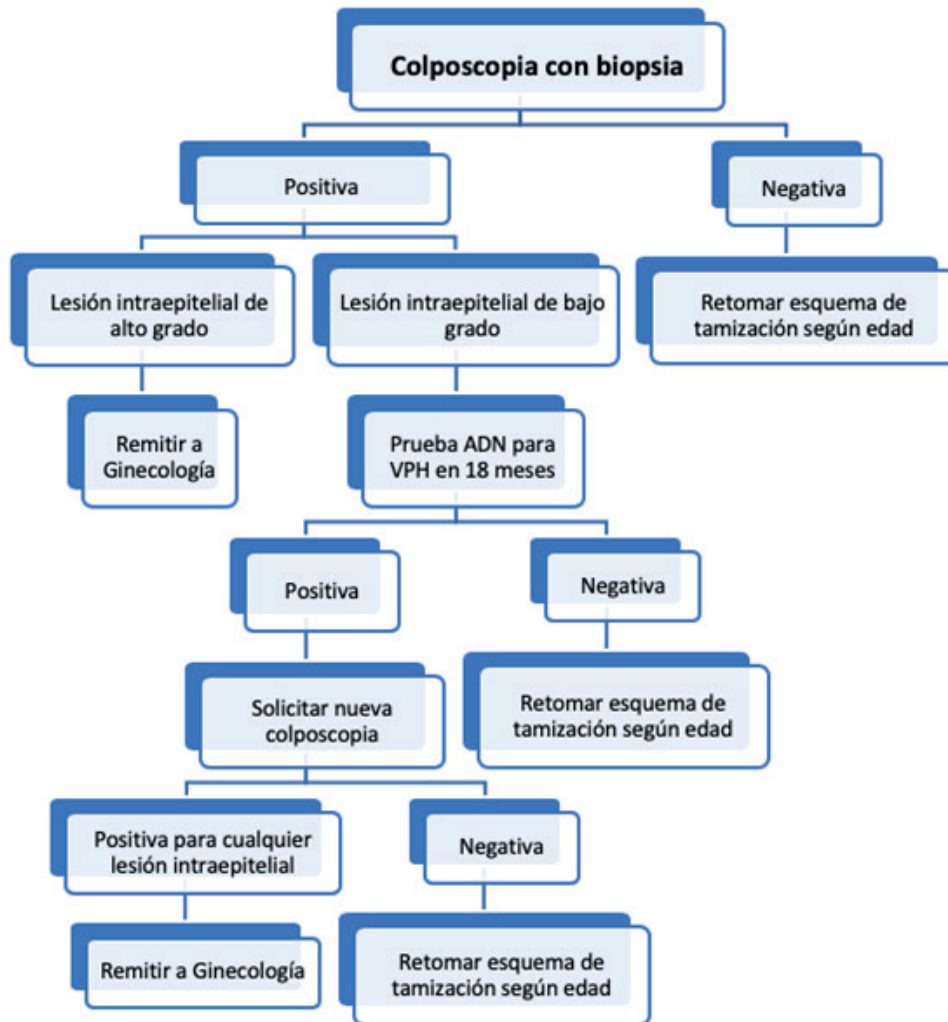 Colposcopia con biopsia
Positiva
Negativa
Lesión intraepitelial de
alto grado
Lesión intraepitelial de bajo
grado
Retomar esquema de
tamización según edad
Remitir a
Ginecología
Prueba ADN para
VPH en 18 meses
Positiva
Negativa
Solicitar nueva
colposcopia
Retomar esquema de
tamización según edad
Positiva para cualquier
lesión intraepitelial
Negativa
Remitir a Ginecología
Retomar esquema de
tamización según edad